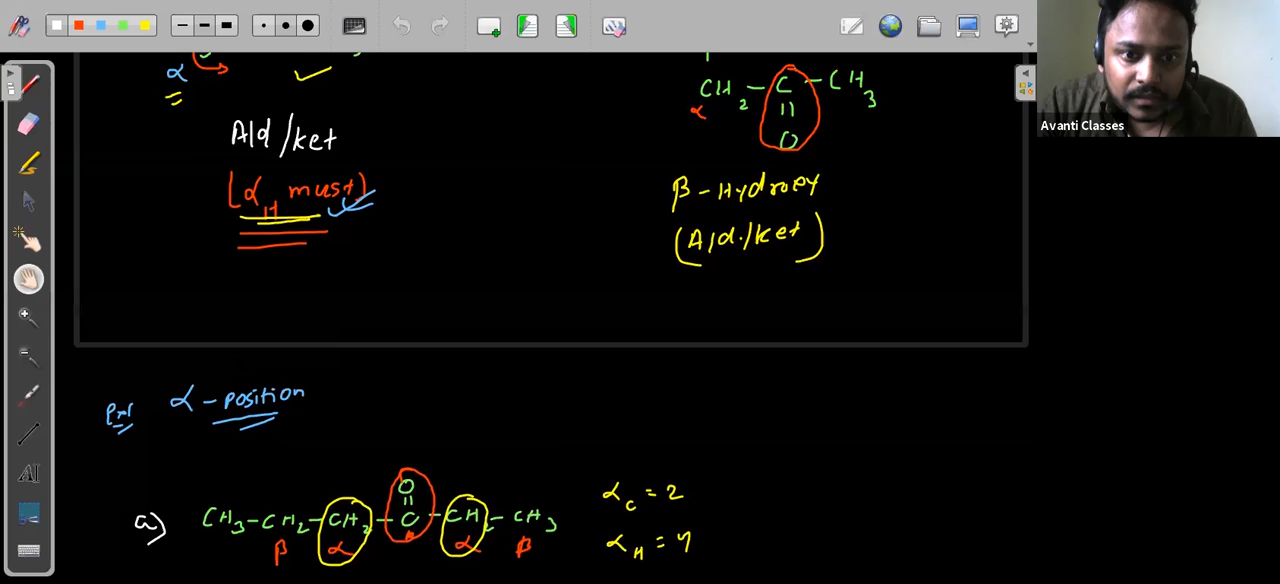 CH2 — C — CH3
α
||
O
α
Ald/ket
(αH must)
β - Hydroxy
(Ald./ket)
α - position
O
||
a) CH3 — CH2 — CH2 — C — CH2 — CH3
β α α β
αC = 2
αH = 4
Avanti Classes